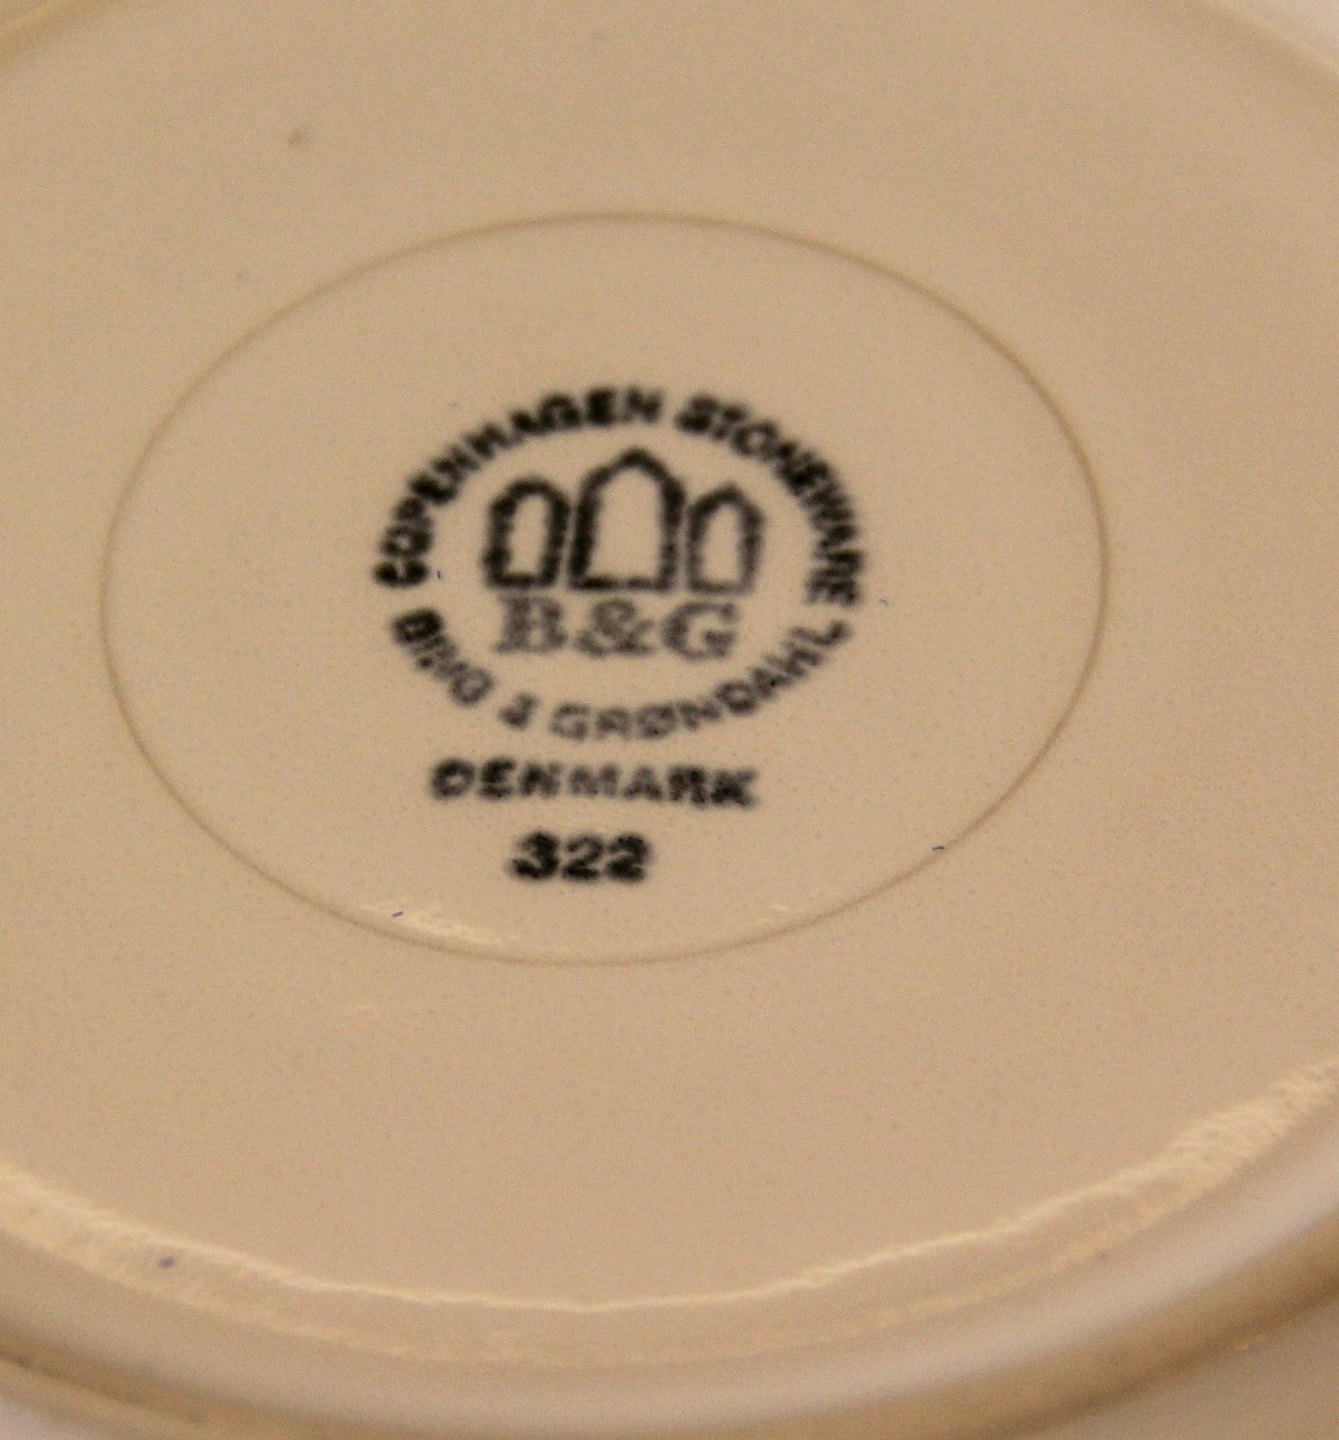 COPENHAGEN STONEWARE
B&G
BING & GRØNDAHL
DENMARK
322